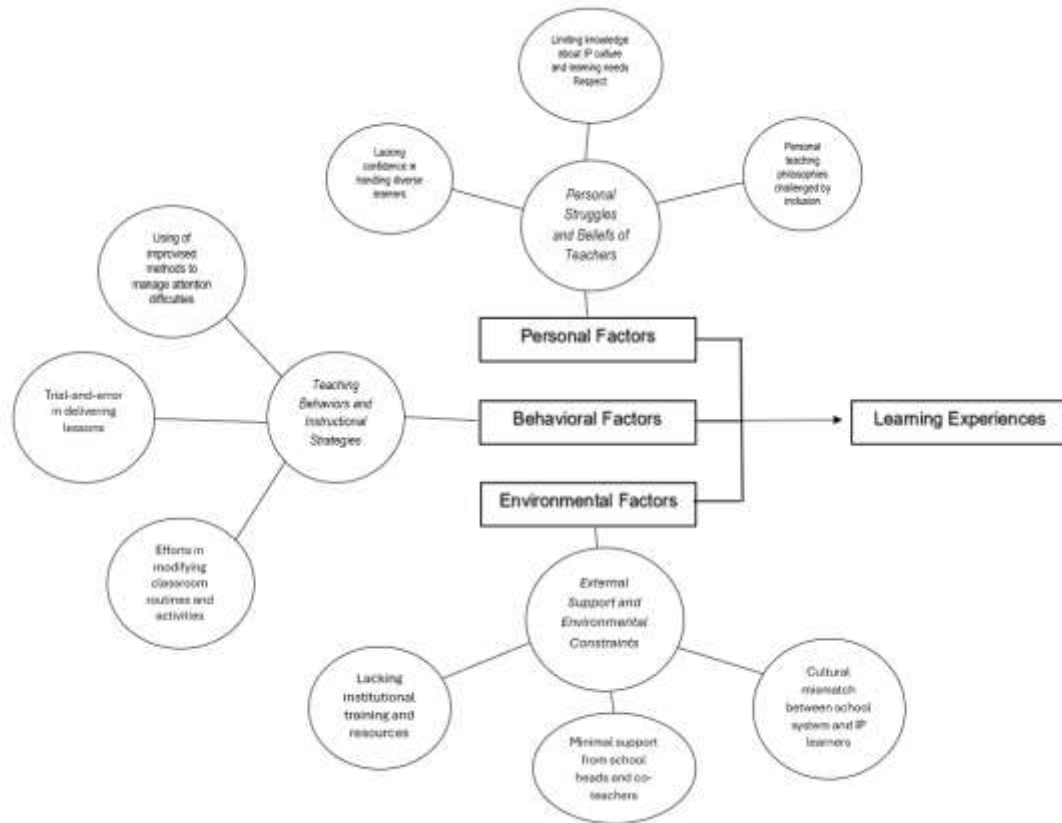 Limiting knowledge
about IP culture
and learning needs
Respect
Lacking
confidence in
handling diverse
learners
Personal
teaching
philosophies
challenged by
inclusion
Personal
Struggles
and Beliefs of
Teachers
Using of
improvised
methods to
manage attention
difficulties
Personal Factors
Trial-and-error
in delivering
lessons
Teaching
Behaviors and
Instructional
Strategies
Behavioral Factors
Learning Experiences
Environmental Factors
Efforts in
modifying
classroom
routines and
activities
External
Support and
Environmental
Constraints
Lacking
institutional
training and
resources
Minimal support
from school
heads and co-
teachers
Cultural
mismatch
between school
system and IP
learners